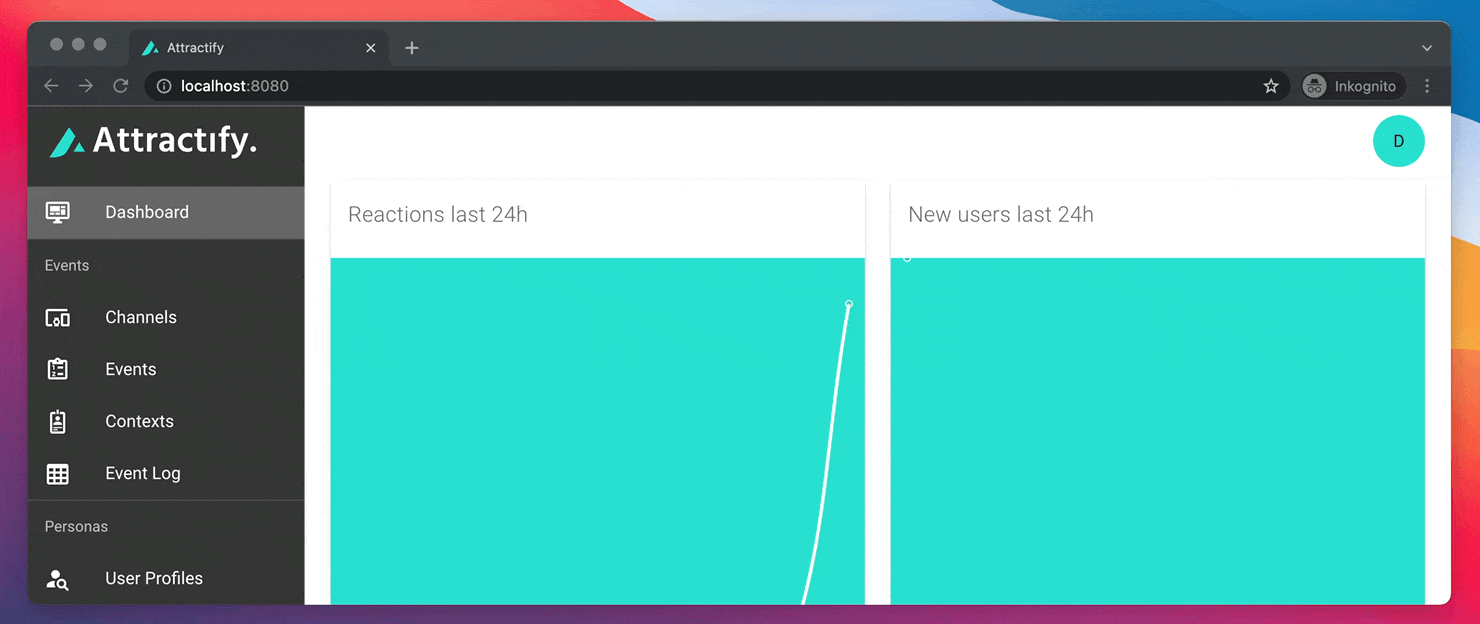 Attractify
localhost:8080
Inkognito
Attractify.
D
Dashboard
Reactions last 24h
New users last 24h
Events
Channels
Events
Contexts
Event Log
Personas
User Profiles